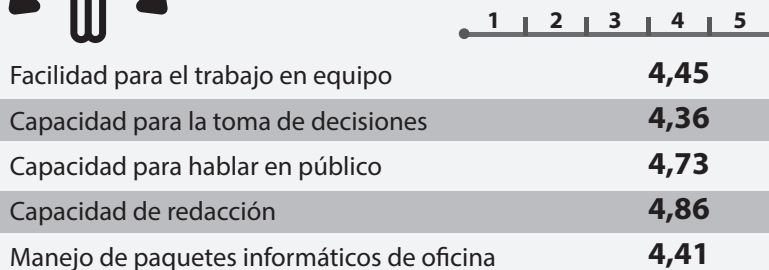 1 2 3 4 5
Facilidad para el trabajo en equipo 4,45
Capacidad para la toma de decisiones 4,36
Capacidad para hablar en público 4,73
Capacidad de redacción 4,86
Manejo de paquetes informáticos de oficina 4,41